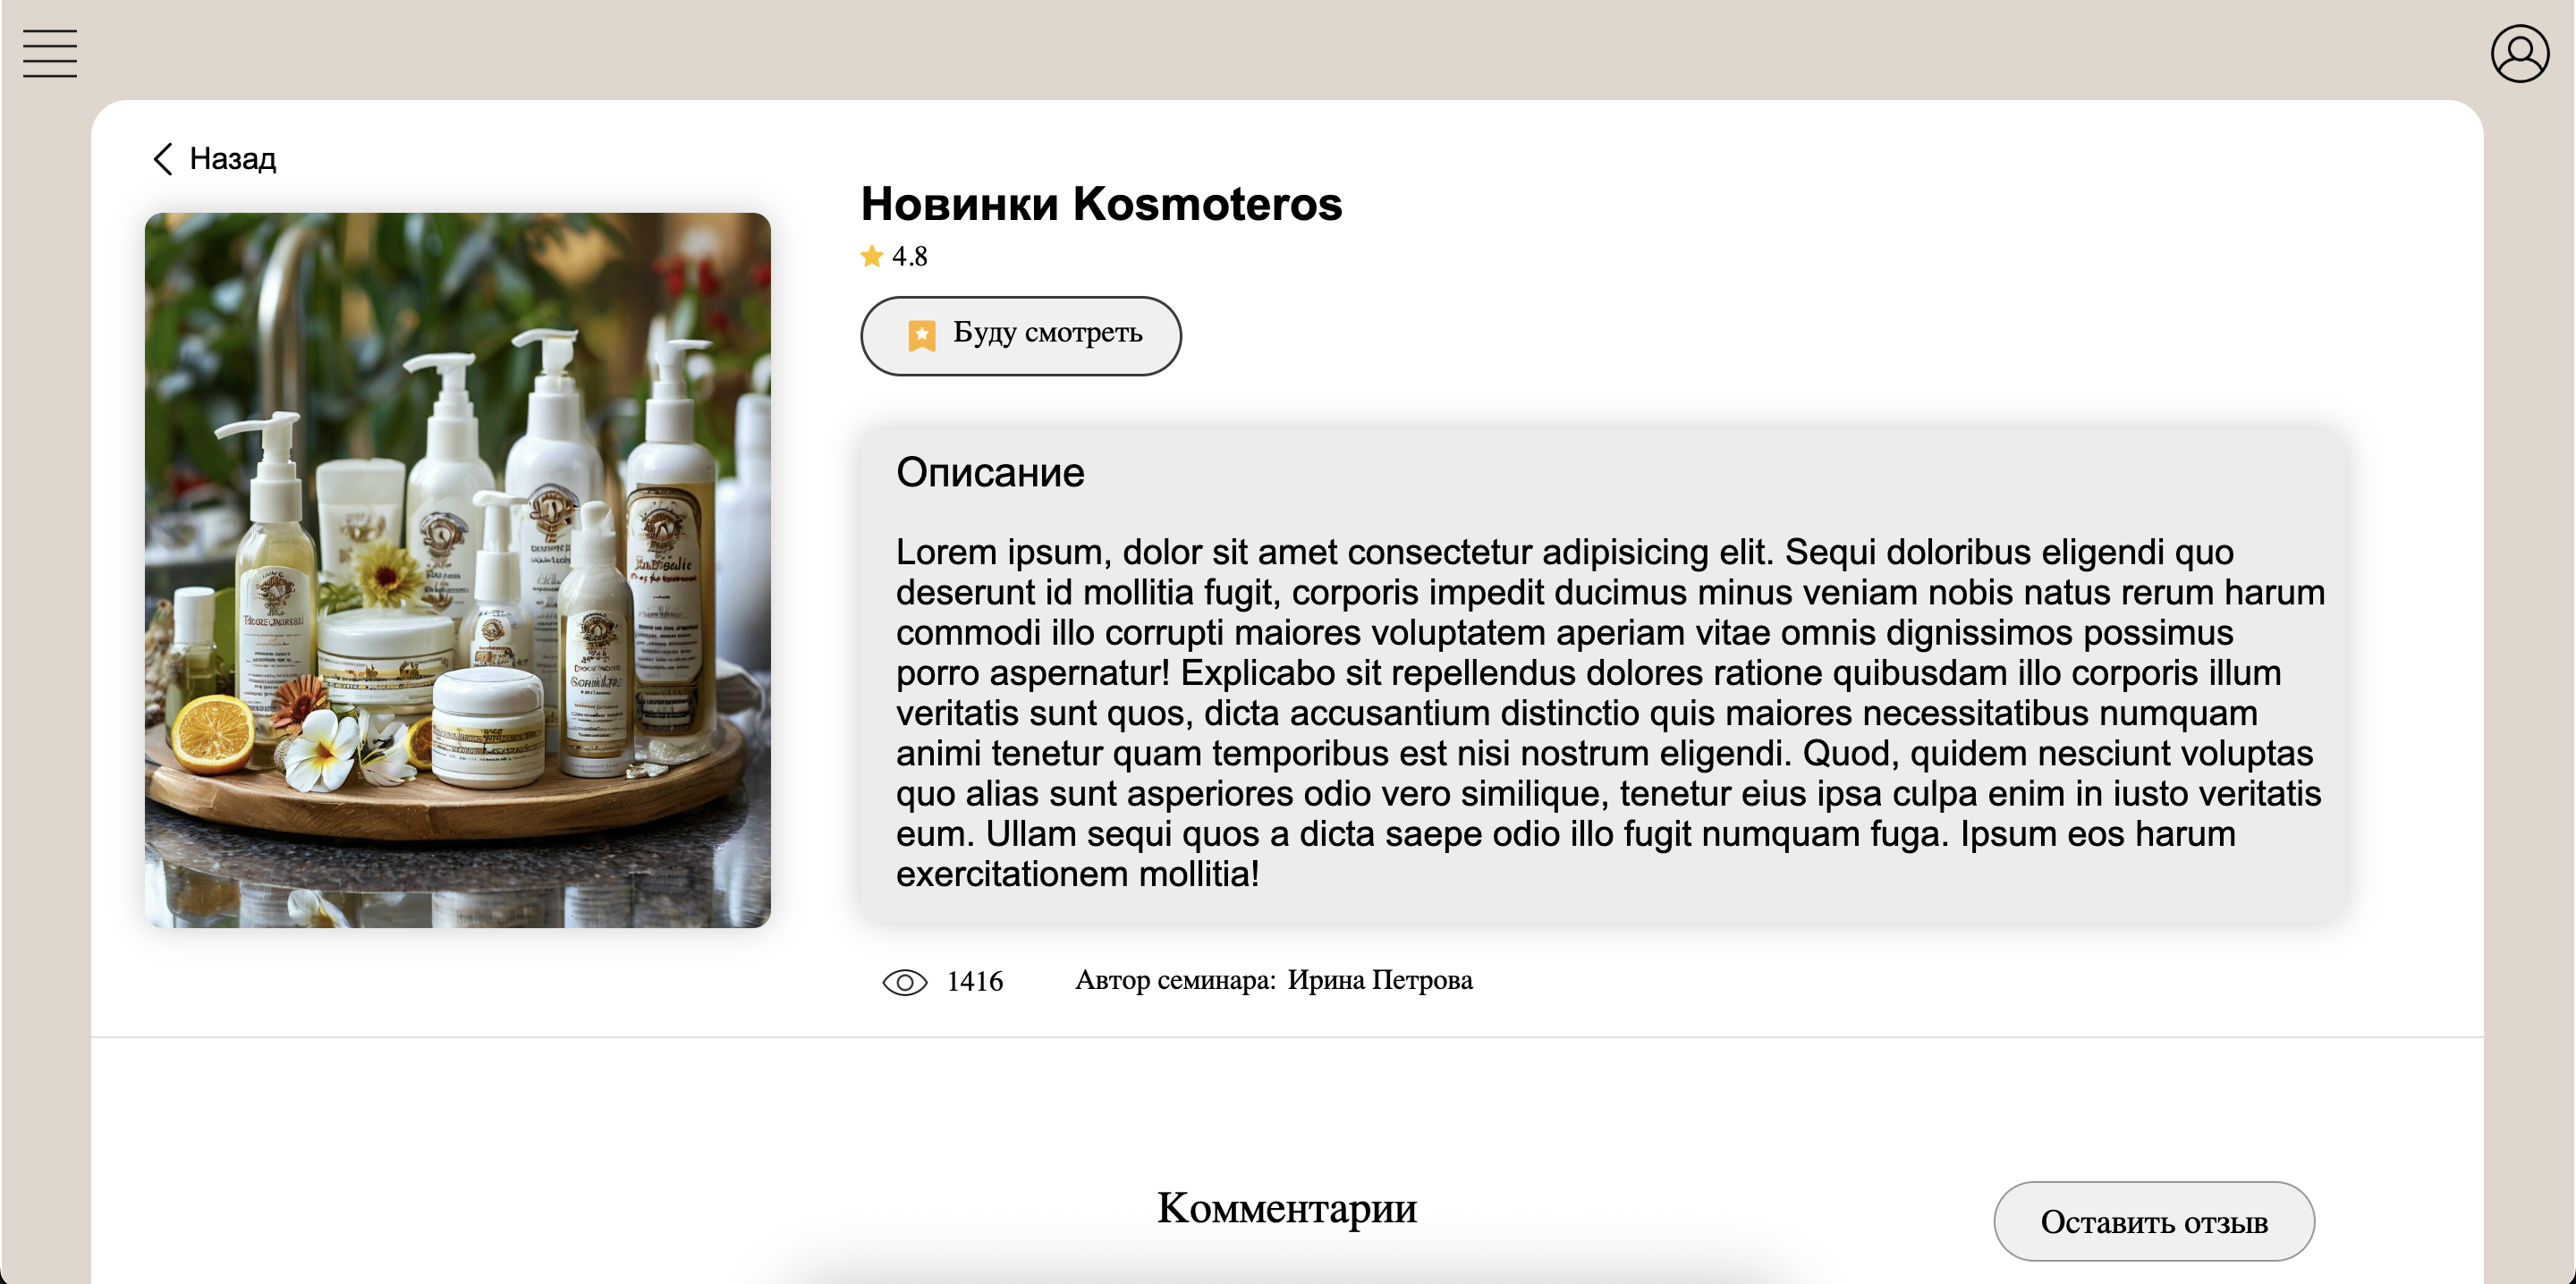 Назад
Новинки Kosmoteros
4.8
Буду смотреть
Описание
Lorem ipsum, dolor sit amet consectetur adipisicing elit. Sequi doloribus eligendi quo
deserunt id mollitia fugit, corporis impedit ducimus minus veniam nobis natus rerum harum
commodi illo corrupti maiores voluptatem aperiam vitae omnis dignissimos possimus
porro aspernatur! Explicabo sit repellendus dolores ratione quibusdam illo corporis illum
veritatis sunt quos, dicta accusantium distinctio quis maiores necessitatibus numquam
animi tenetur quam temporibus est nisi nostrum eligendi. Quod, quidem nesciunt voluptas
quo alias sunt asperiores odio vero similique, tenetur eius ipsa culpa enim in iusto veritatis
eum. Ullam sequi quos a dicta saepe odio illo fugit numquam fuga. Ipsum eos harum
exercitationem mollitia!
1416 Автор семинара: Ирина Петрова
Комментарии
Оставить отзыв